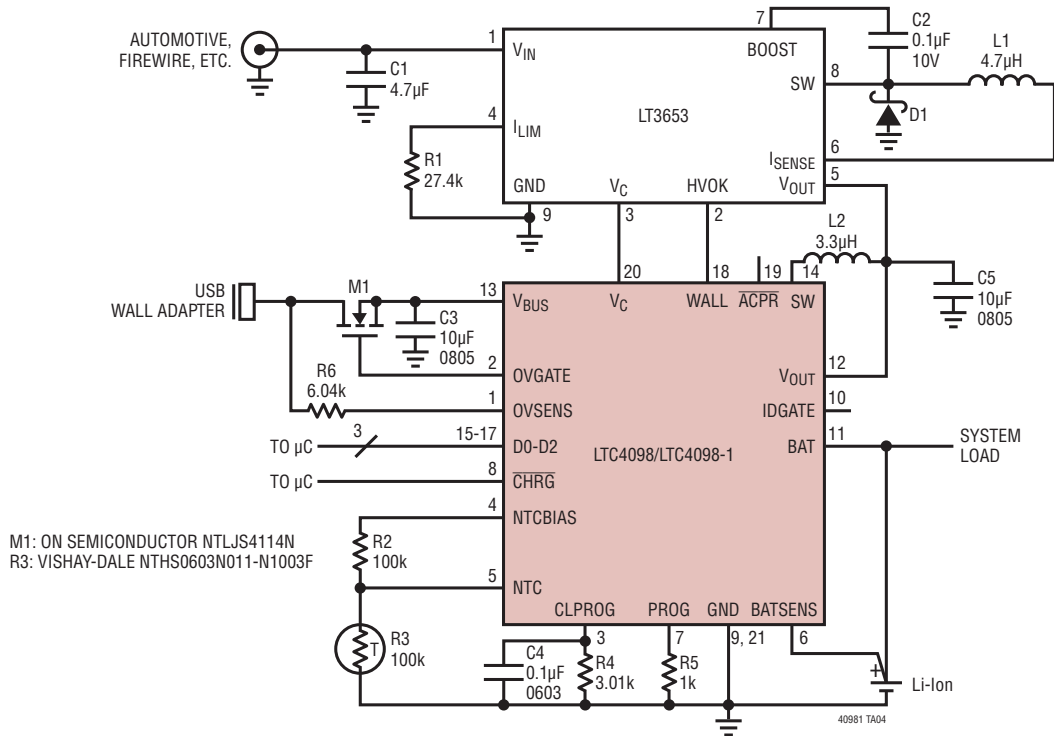 AUTOMOTIVE,
FIREWIRE, ETC.
C1
4.7µF
1
VIN
7
BOOST
C2
0.1µF
10V
L1
4.7µH
8
SW
D1
LT3653
4
ILIM
R1
27.4k
6
ISENSE
VOUT
5
GND
9
VC
3
HVOK
2
L2
3.3µH
20
18
19
14
C5
10µF
0805
USB
WALL ADAPTER
M1
13
VBUS
VC
WALL
ACPR
SW
C3
10µF
0805
2
OVGATE
VOUT
12
R6
6.04k
1
OVSENS
IDGATE
10
TO µC
3
15-17
D0-D2
LTC4098/LTC4098-1
BAT
11
SYSTEM
LOAD
TO µC
8
CHRG
4
NTCBIAS
M1: ON SEMICONDUCTOR NTLJS4114N
R3: VISHAY-DALE NTHS0603N011-N1003F
R2
100k
5
NTC
CLPROG
PROG
GND
BATSENS
3
7
9, 21
6
T
R3
100k
C4
0.1µF
0603
R4
3.01k
R5
1k
+
Li-Ion
40981 TA04